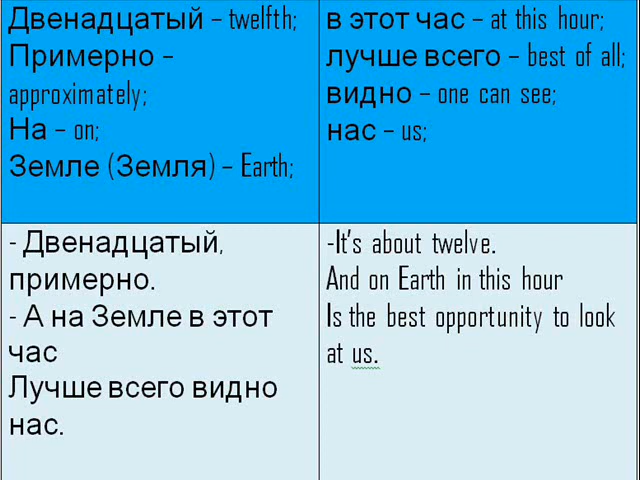 Двенадцатый – twelfth;
Примерно –
approximately;
На – on;
Земле (Земля) – Earth;
в этот час – at this hour;
лучше всего – best of all;
видно – one can see;
нас – us;
- Двенадцатый,
примерно.
- А на Земле в этот
час
Лучше всего видно
нас.
-It's about twelve.
And on Earth in this hour
Is the best opportunity to look
at us.